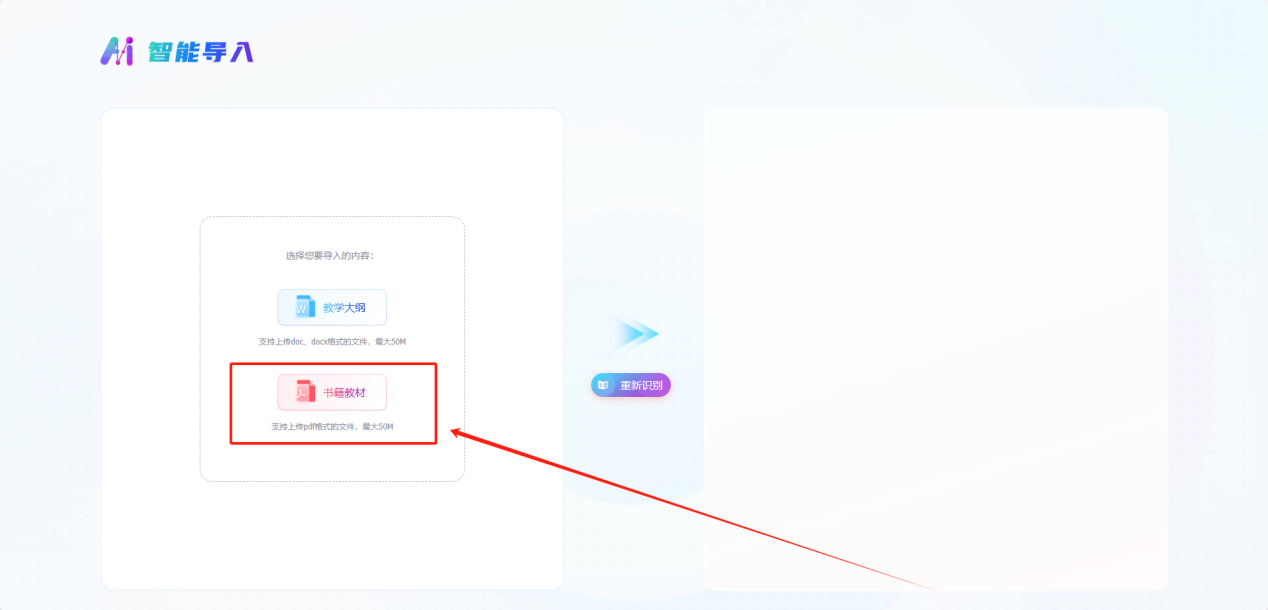 Ai 智能导入
选择您要导入的内容：
教学大纲
支持上传doc、docx格式的文件，最大50M
书籍教材
支持上传pdf格式的文件，最大50M
重新识别